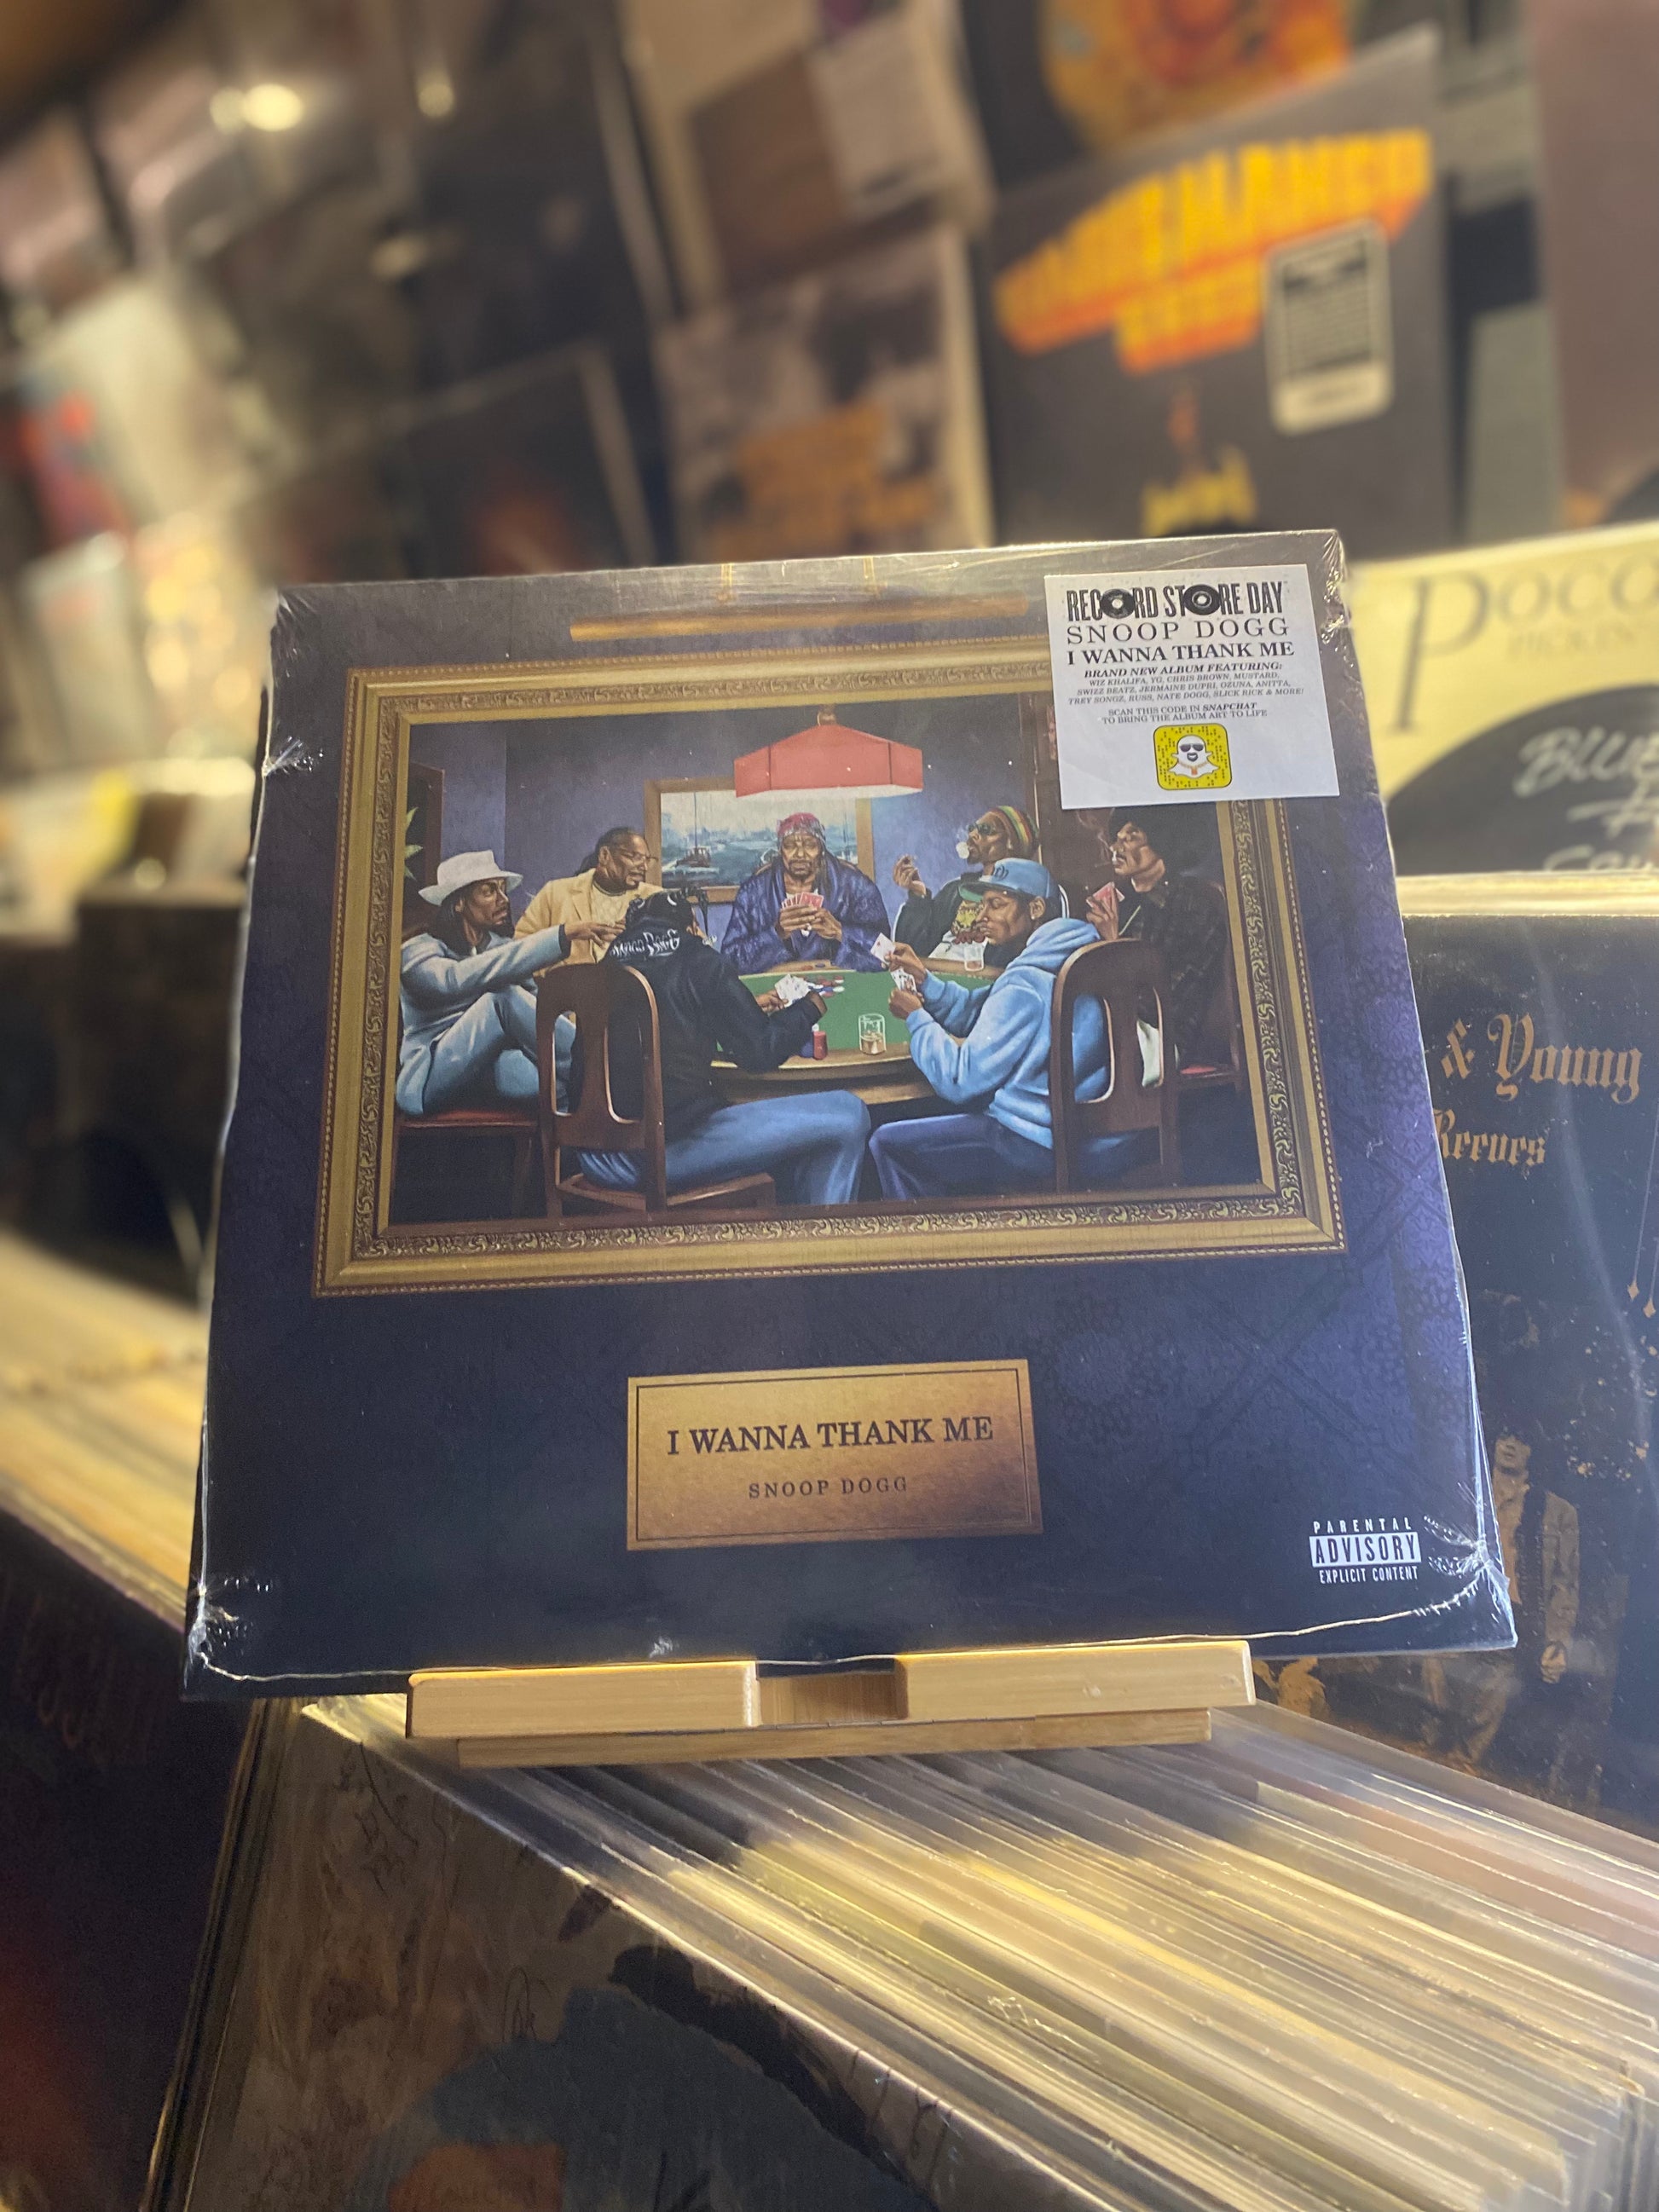 RECORD STORE DAY
SNOOP DOGG
I WANNA THANK ME
BRAND NEW ALBUM FEATURING:
WIZ KHALIFA, YG, CHRIS BROWN, MUSTARD,
SWIZZ BEATZ, JERMAINE DUPRI, OZUNA, ANITTA,
TREY SONGZ, RUSS, NATE DOGG, SLICK RICK & MORE!
SCAN THIS CODE IN SNAPCHAT
TO BRING THE ALBUM ART TO LIFE
POCO
& Young
Reeves
I WANNA THANK ME
SNOOP DOGG
PARENTAL
ADVISORY
EXPLICIT CONTENT